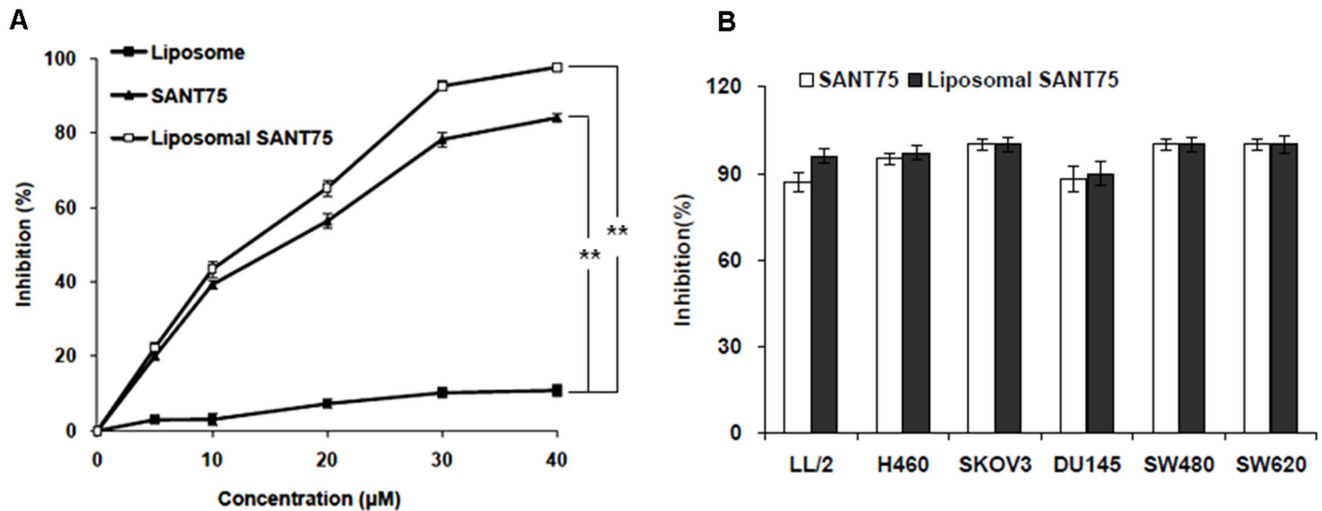 A
Liposome
SANT75
Liposomal SANT75
Inhibition (%)
100
80
60
40
20
0
**
**
0 10 20 30 40
Concentration (µM)
B
SANT75 Liposomal SANT75
Inhibition(%)
120
90
60
30
0
LL/2 H460 SKOV3 DU145 SW480 SW620